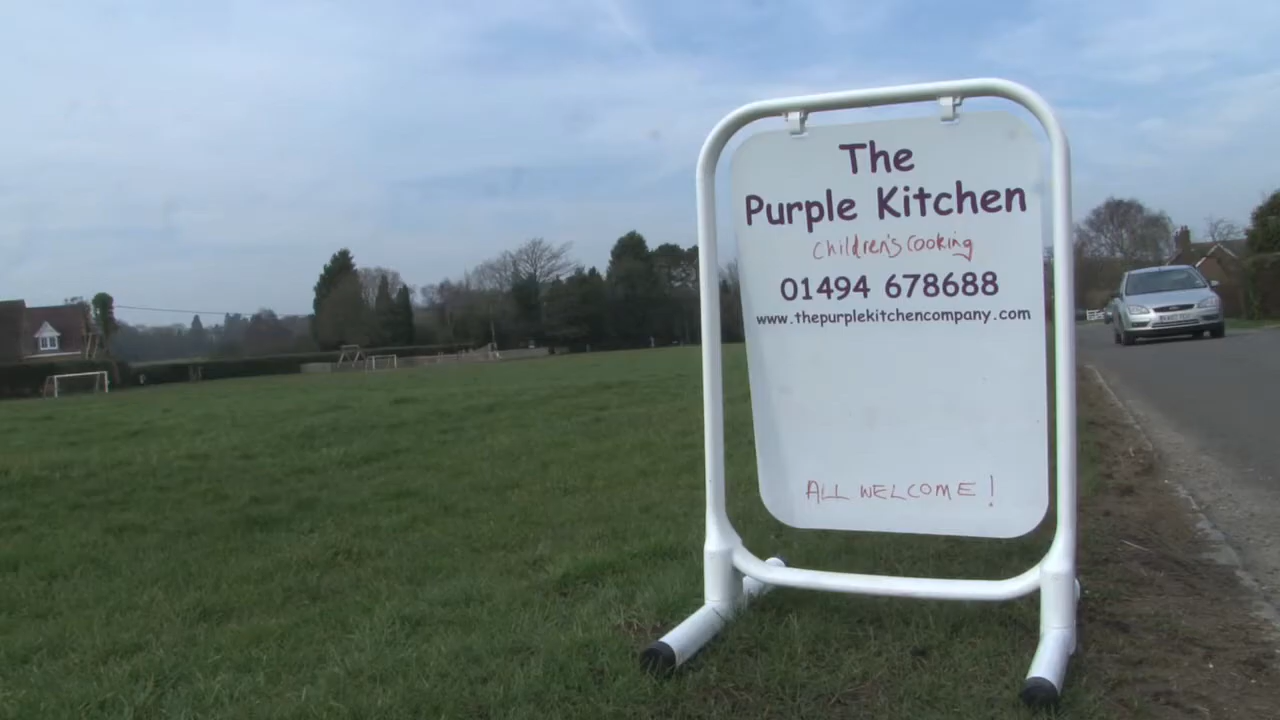 The
Purple Kitchen
children's cooking
01494 678688
www.thepurplekitchencompany.com
ALL WELCOME!